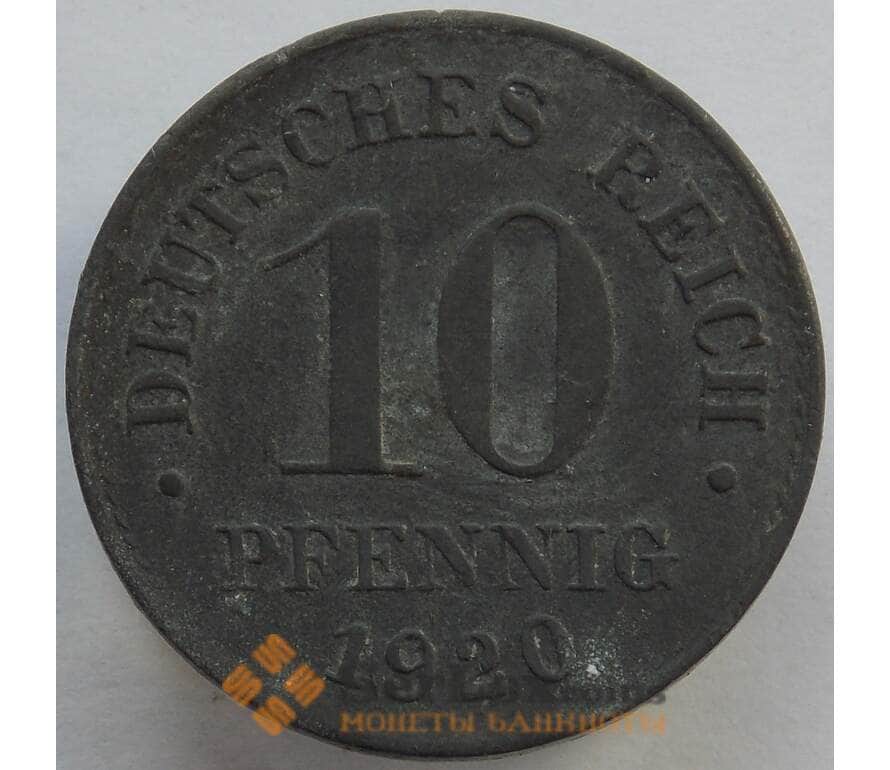 · DEUTSCHES REICH ·
10
PFENNIG
1920
МОНЕТЫ БАНКНОТЫ